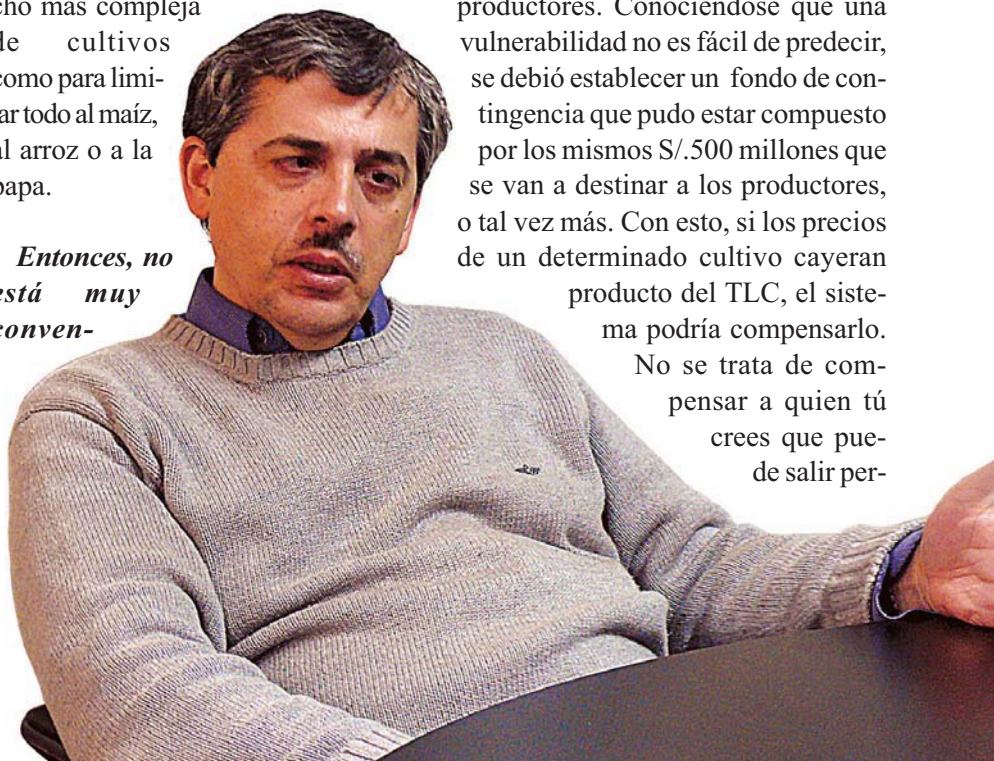 cho más compleja
de cultivos
como para limi-
tar todo al maíz,
al arroz o a la
papa.
Entonces, no
está muy
conven-
productores. Conociéndose que una
vulnerabilidad no es fácil de predecir,
se debió establecer un fondo de con-
tingencia que pudo estar compuesto
por los mismos S/.500 millones que
se van a destinar a los productores,
o tal vez más. Con esto, si los precios
de un determinado cultivo cayeran
producto del TLC, el siste-
ma podría compensarlo.
No se trata de com-
pensar a quien tú
crees que pue-
de salir per-